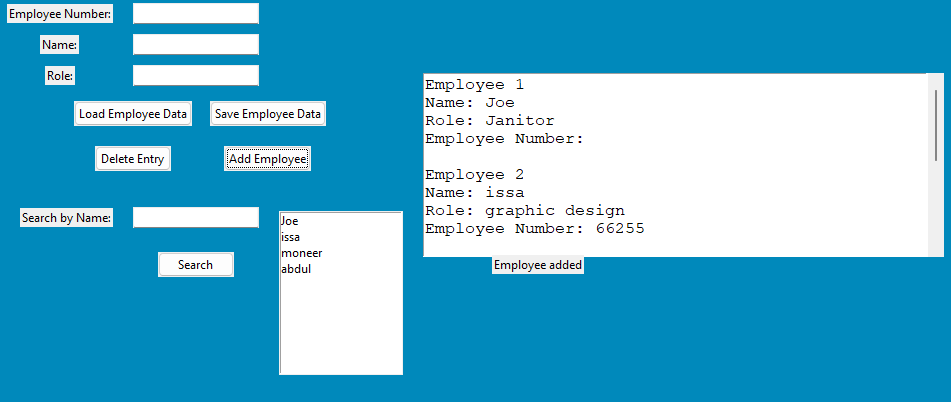 Employee Number:
Name:
Role:
Load Employee Data
Save Employee Data
Delete Entry
Add Employee
Search by Name:
Search
Joe
issa
moneer
abdul
Employee 1
Name: Joe
Role: Janitor
Employee Number:
Employee 2
Name: issa
Role: graphic design
Employee Number: 66255
Employee added